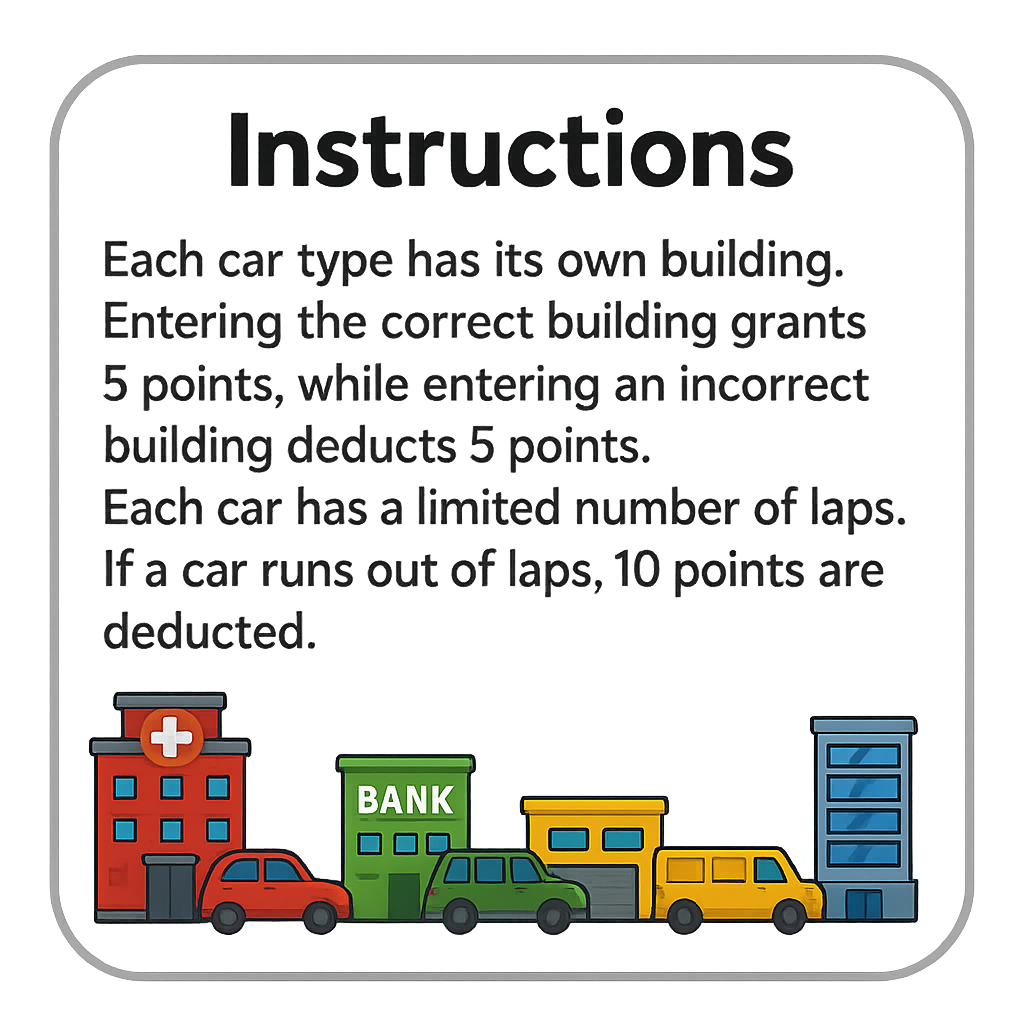 Instructions
Each car type has its own building.
Entering the correct building grants
5 points, while entering an incorrect
building deducts 5 points.
Each car has a limited number of laps.
If a car runs out of laps, 10 points are
deducted.
BANK